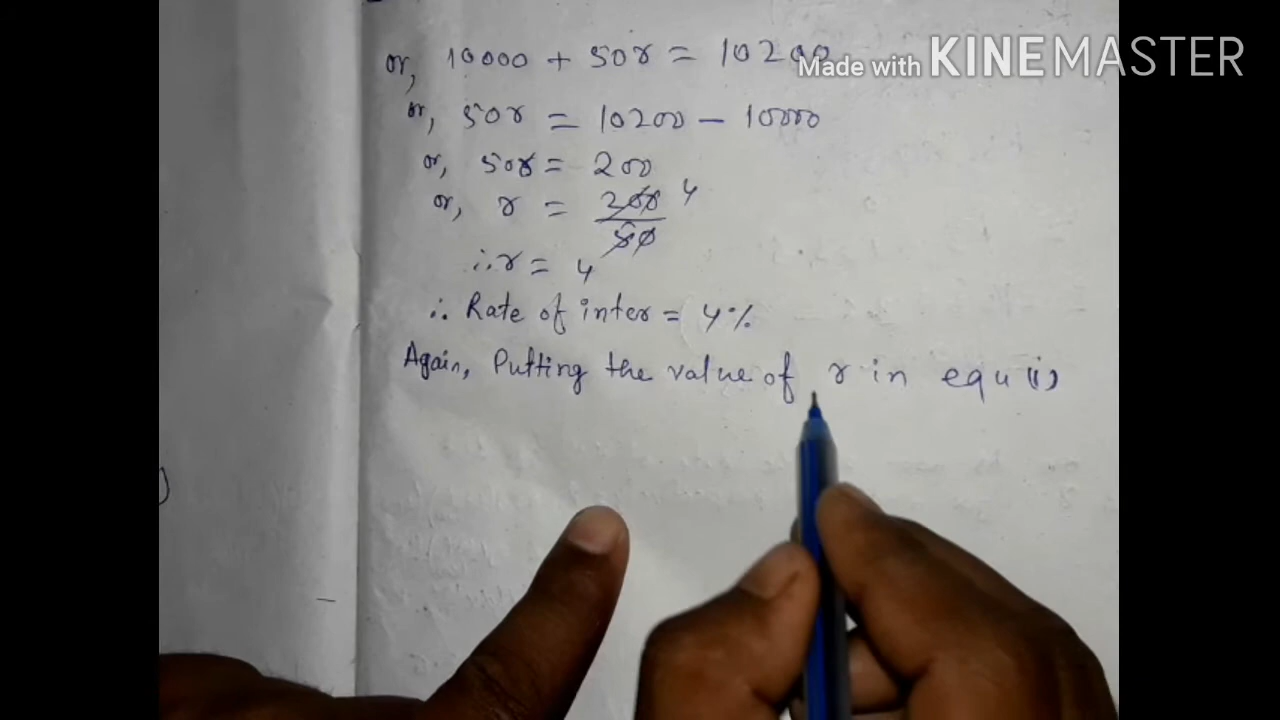 or, 10000 + 50r = 10200
Made with KINEMASTER
or, 50r = 10200 - 10000
or, 50r = 200
or, r = 200/50 4
∴ r = 4
∴ Rate of inter = 4%
Again, Putting the value of r in equ (i)